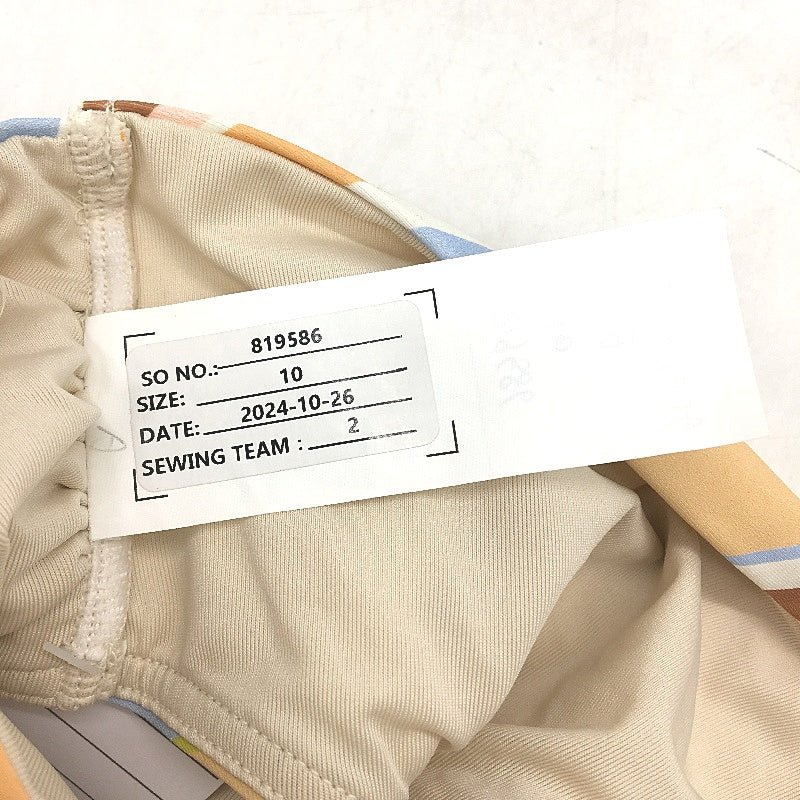 SO NO.: 819586
SIZE: 10
DATE: 2024-10-26
SEWING TEAM : 2